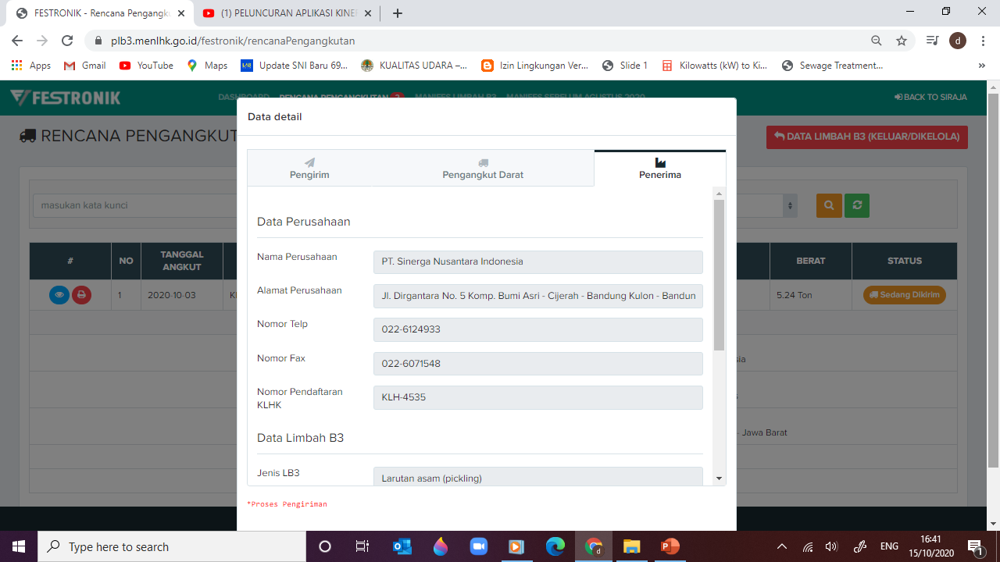 FESTRONIK - Rencana Pengangku
(1) PELUNCURAN APLIKASI KINE
plb3.menlhk.go.id/festronik/rencanaPengangkutan
d
Apps
Gmail
YouTube
Maps
Update SNI Baru 69...
KUALITAS UDARA –...
Izin Lingkungan Ver...
Slide 1
Kilowatts (kW) to Ki...
Sewage Treatment...
»
FESTRONIK
DASHBOARD
RENCANA PENGANGKUTAN 2
MANIFES LIMBAH B3
MANIFES SEBELUM AGUSTUS 2020
BACK TO SIRAJA
RENCANA PENGANGKUT
DATA LIMBAH B3 (KELUAR/DIKELOLA)
masukan kata kunci
#
NO
TANGGAL
ANGKUT
BERAT
STATUS
1
2020-10-03
5.24 Ton
Sedang Dikirim
sia
- Jawa Barat
Data detail
Pengirim
Pengangkut Darat
Penerima
Data Perusahaan
Nama Perusahaan
PT. Sinerga Nusantara Indonesia
Alamat Perusahaan
Jl. Dirgantara No. 5 Komp. Bumi Asri - Cijerah - Bandung Kulon - Bandun
Nomor Telp
022-6124933
Nomor Fax
022-6071548
Nomor Pendaftaran
KLHK
KLH-4535
Data Limbah B3
Jenis LB3
Larutan asam (pickling)
*Proses Pengiriman
Type here to search
ENG
16:41
15/10/2020
1